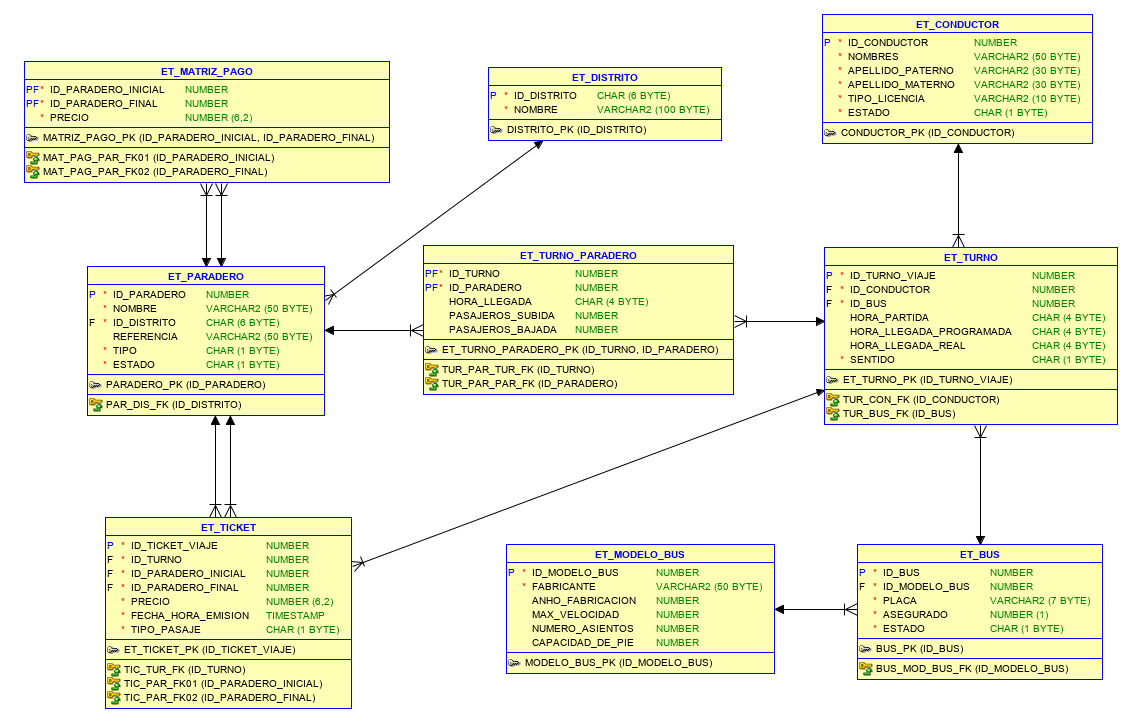 ET_MATRIZ_PAGO
PF* ID_PARADERO_INICIAL NUMBER
PF* ID_PARADERO_FINAL NUMBER
* PRECIO NUMBER (6,2)
MATRIZ_PAGO_PK (ID_PARADERO_INICIAL, ID_PARADERO_FINAL)
MAT_PAG_PAR_FK01 (ID_PARADERO_INICIAL)
MAT_PAG_PAR_FK02 (ID_PARADERO_FINAL)
ET_DISTRITO
P * ID_DISTRITO CHAR (6 BYTE)
* NOMBRE VARCHAR2 (100 BYTE)
DISTRITO_PK (ID_DISTRITO)
ET_CONDUCTOR
P * ID_CONDUCTOR NUMBER
* NOMBRES VARCHAR2 (50 BYTE)
* APELLIDO_PATERNO VARCHAR2 (30 BYTE)
* APELLIDO_MATERNO VARCHAR2 (30 BYTE)
* TIPO_LICENCIA VARCHAR2 (10 BYTE)
* ESTADO CHAR (1 BYTE)
CONDUCTOR_PK (ID_CONDUCTOR)
ET_PARADERO
P * ID_PARADERO NUMBER
* NOMBRE VARCHAR2 (50 BYTE)
F * ID_DISTRITO CHAR (6 BYTE)
REFERENCIA VARCHAR2 (50 BYTE)
* TIPO CHAR (1 BYTE)
* ESTADO CHAR (1 BYTE)
PARADERO_PK (ID_PARADERO)
PAR_DIS_FK (ID_DISTRITO)
ET_TURNO_PARADERO
PF* ID_TURNO NUMBER
PF* ID_PARADERO NUMBER
HORA_LLEGADA CHAR (4 BYTE)
PASAJEROS_SUBIDA NUMBER
PASAJEROS_BAJADA NUMBER
ET_TURNO_PARADERO_PK (ID_TURNO, ID_PARADERO)
TUR_PAR_TUR_FK (ID_TURNO)
TUR_PAR_PAR_FK (ID_PARADERO)
ET_TURNO
P * ID_TURNO_VIAJE NUMBER
F * ID_CONDUCTOR NUMBER
F * ID_BUS NUMBER
HORA_PARTIDA CHAR (4 BYTE)
HORA_LLEGADA_PROGRAMADA CHAR (4 BYTE)
HORA_LLEGADA_REAL CHAR (4 BYTE)
* SENTIDO CHAR (1 BYTE)
ET_TURNO_PK (ID_TURNO_VIAJE)
TUR_CON_FK (ID_CONDUCTOR)
TUR_BUS_FK (ID_BUS)
ET_TICKET
P * ID_TICKET_VIAJE NUMBER
F * ID_TURNO NUMBER
F * ID_PARADERO_INICIAL NUMBER
F * ID_PARADERO_FINAL NUMBER
* PRECIO NUMBER (6,2)
* FECHA_HORA_EMISION TIMESTAMP
* TIPO_PASAJE CHAR (1 BYTE)
ET_TICKET_PK (ID_TICKET_VIAJE)
TIC_TUR_FK (ID_TURNO)
TIC_PAR_FK01 (ID_PARADERO_INICIAL)
TIC_PAR_FK02 (ID_PARADERO_FINAL)
ET_MODELO_BUS
P * ID_MODELO_BUS NUMBER
* FABRICANTE VARCHAR2 (50 BYTE)
ANHO_FABRICACION NUMBER
MAX_VELOCIDAD NUMBER
NUMERO_ASIENTOS NUMBER
CAPACIDAD_DE_PIE NUMBER
MODELO_BUS_PK (ID_MODELO_BUS)
ET_BUS
P * ID_BUS NUMBER
F * ID_MODELO_BUS NUMBER
* PLACA VARCHAR2 (7 BYTE)
* ASEGURADO NUMBER (1)
* ESTADO CHAR (1 BYTE)
BUS_PK (ID_BUS)
BUS_MOD_BUS_FK (ID_MODELO_BUS)